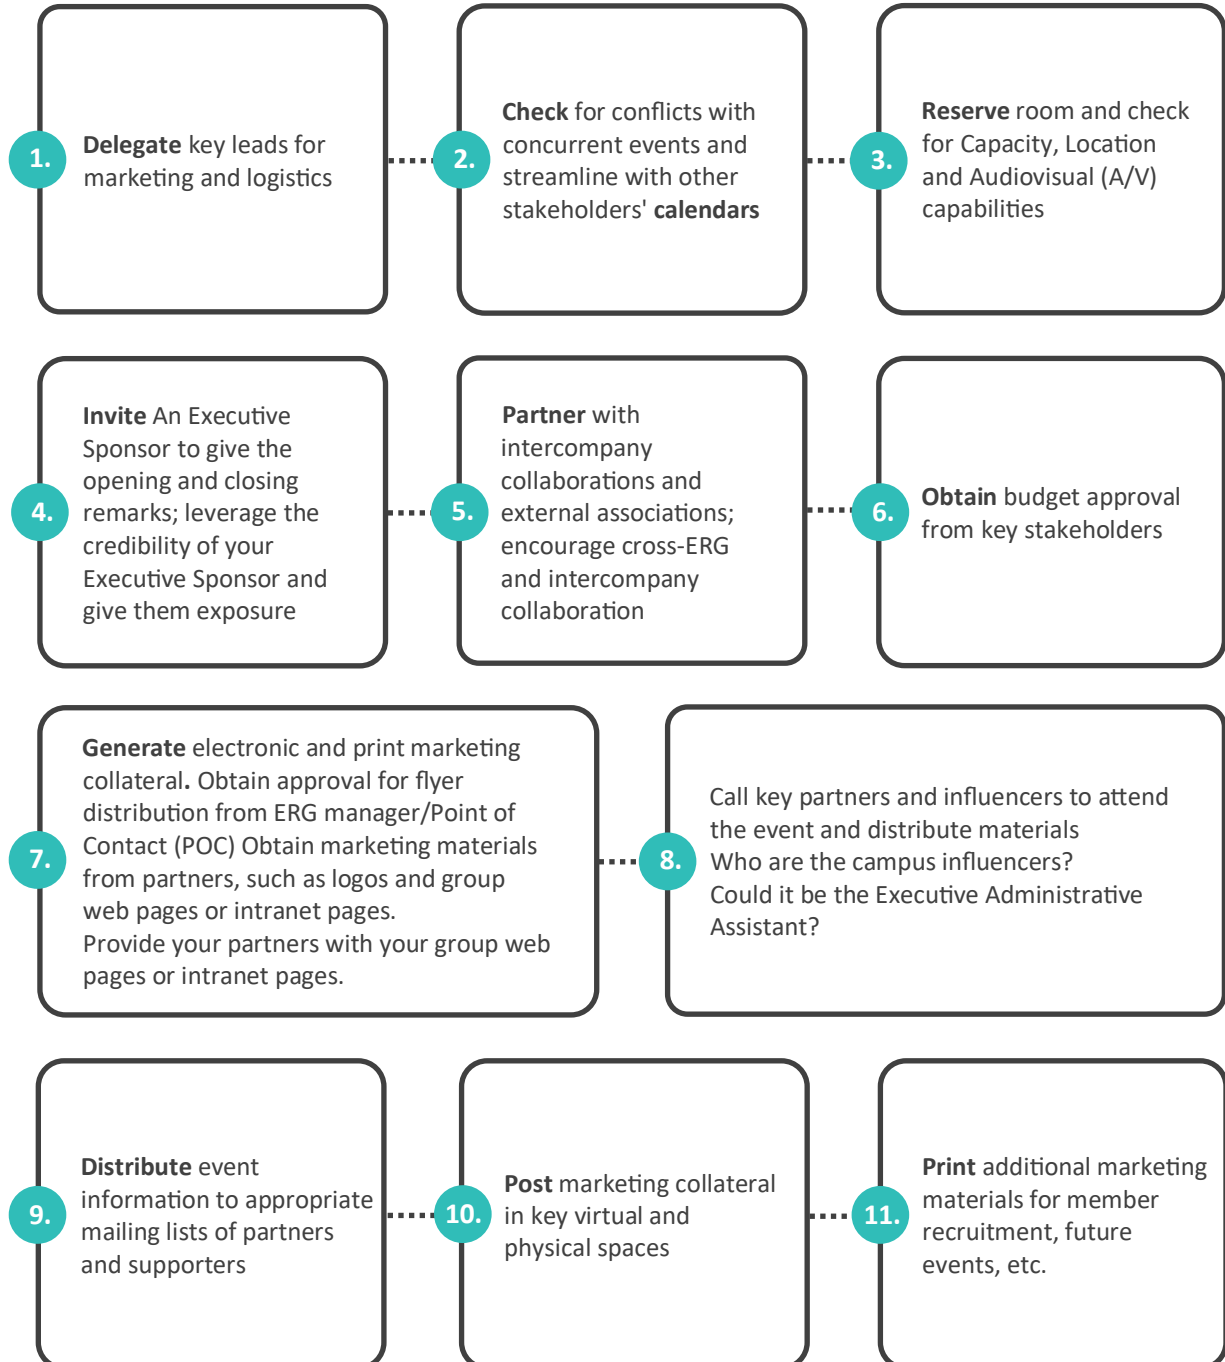 1.
Delegate key leads for
marketing and logistics
2.
Check for conflicts with
concurrent events and
streamline with other
stakeholders' calendars
3.
Reserve room and check
for Capacity, Location
and Audiovisual (A/V)
capabilities
4.
Invite An Executive
Sponsor to give the
opening and closing
remarks; leverage the
credibility of your
Executive Sponsor and
give them exposure
5.
Partner with
intercompany
collaborations and
external associations;
encourage cross-ERG
and intercompany
collaboration
6.
Obtain budget approval
from key stakeholders
7.
Generate electronic and print marketing
collateral. Obtain approval for flyer
distribution from ERG manager/Point of
Contact (POC) Obtain marketing materials
from partners, such as logos and group
web pages or intranet pages.
Provide your partners with your group web
pages or intranet pages.
8.
Call key partners and influencers to attend
the event and distribute materials
Who are the campus influencers?
Could it be the Executive Administrative
Assistant?
9.
Distribute event
information to appropriate
mailing lists of partners
and supporters
10.
Post marketing collateral
in key virtual and
physical spaces
11.
Print additional marketing
materials for member
recruitment, future
events, etc.